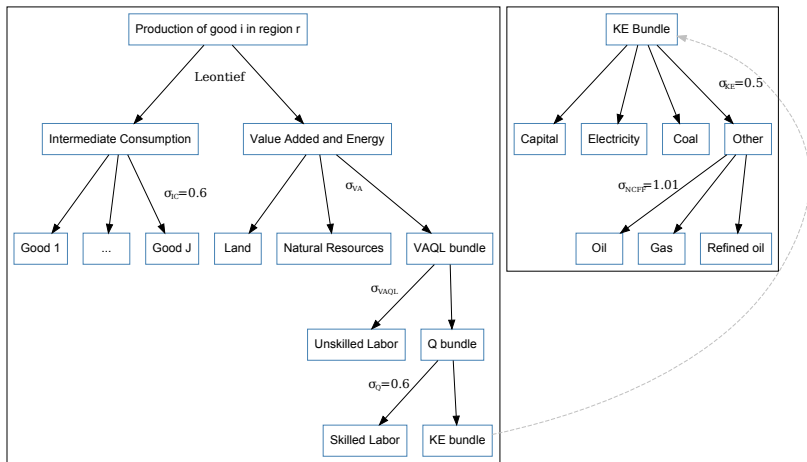 Production of good i in region r
Leontief
Intermediate Consumption
Value Added and Energy
σIC=0.6
σVA
Good 1
...
Good J
Land
Natural Resources
VAQL bundle
σVAQL
Unskilled Labor
Q bundle
σQ=0.6
Skilled Labor
KE bundle
KE Bundle
σKE=0.5
Capital
Electricity
Coal
Other
σNCFF=1.01
Oil
Gas
Refined oil